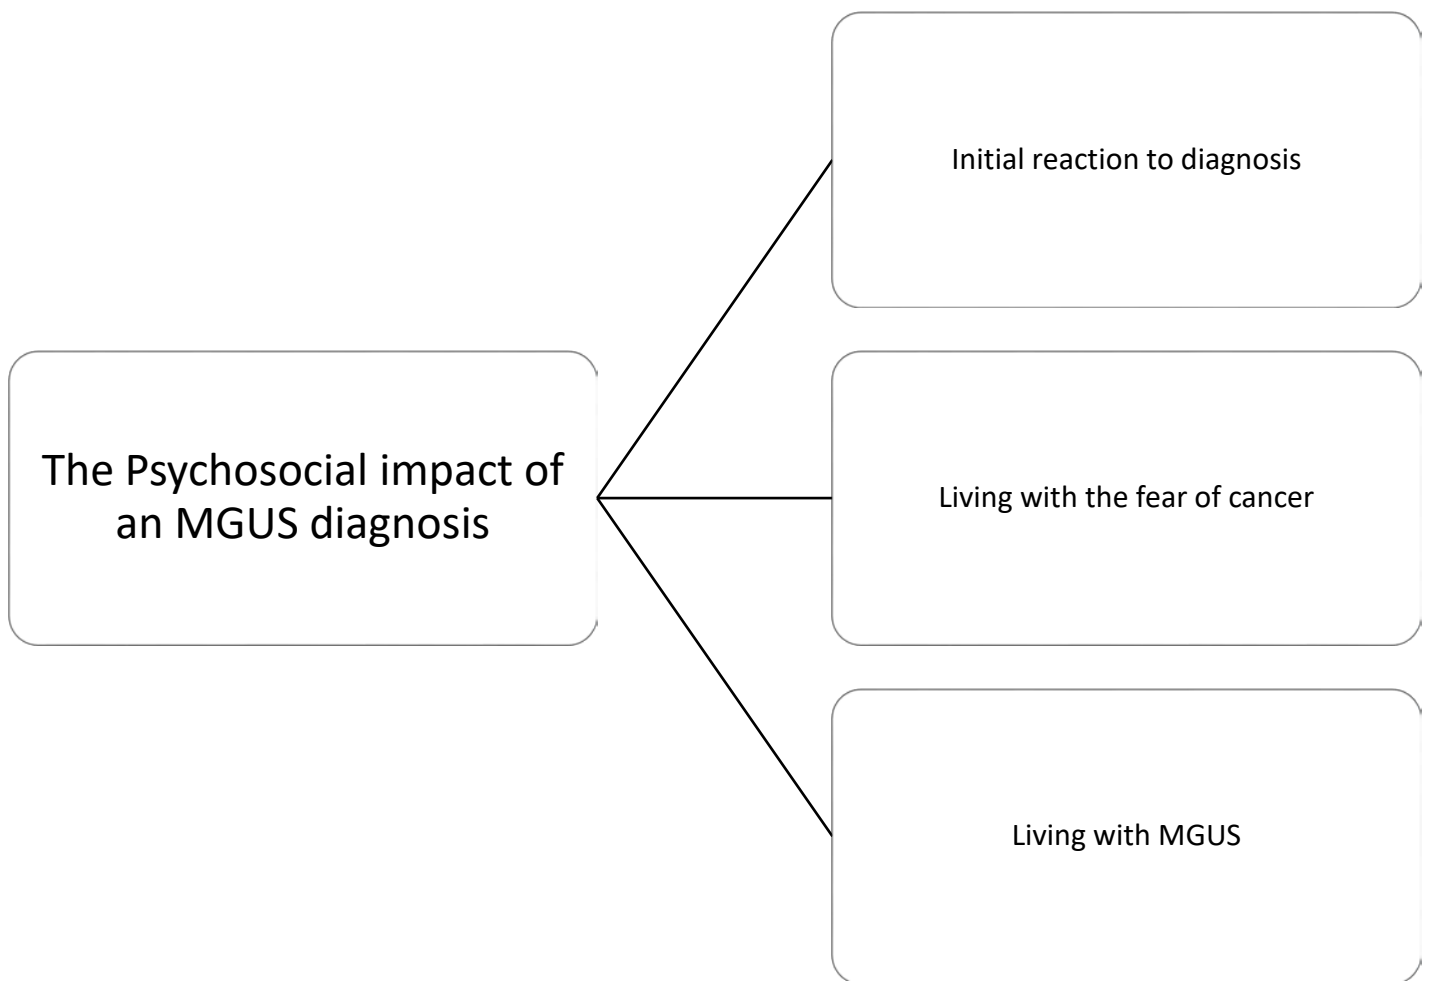 Initial reaction to diagnosis
The Psychosocial impact of
an MGUS diagnosis
Living with the fear of cancer
Living with MGUS